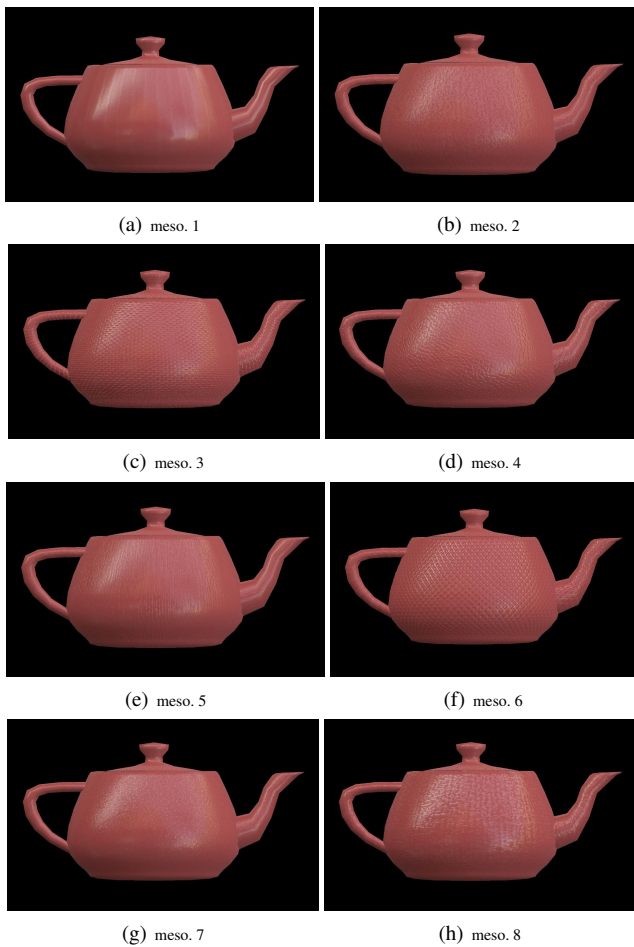 (a) meso. 1
(b) meso. 2
(c) meso. 3
(d) meso. 4
(e) meso. 5
(f) meso. 6
(g) meso. 7
(h) meso. 8